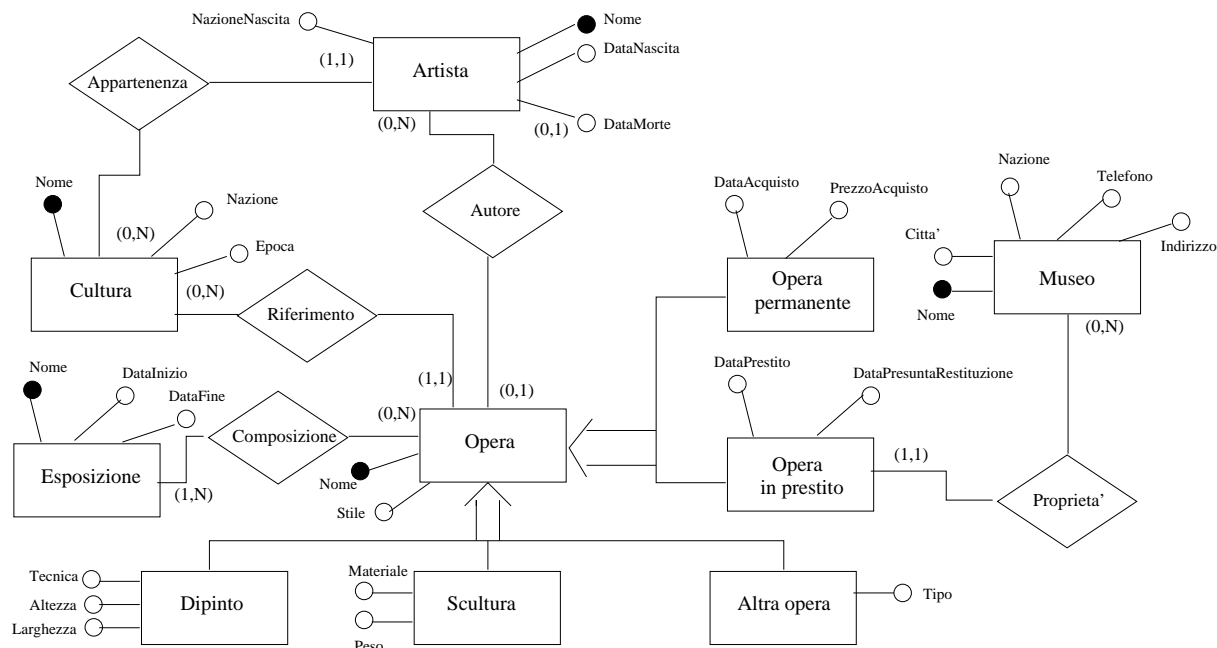 NazioneNascita
Nome
(1,1)
Artista
DataNascita
Appartenenza
(0,N)
(0,1)
DataMorte
Nome
Nazione
(0,N)
Epoca
Cultura
(0,N)
Autore
Riferimento
DataAcquisto
PrezzoAcquisto
Opera
permanente
Nazione
Telefono
Citta'
Indirizzo
Museo
Nome
(0,N)
Nome
DataInizio
DataFine
Esposizione
(1,N)
Composizione
(1,1)
(0,N)
(0,1)
Opera
Nome
Stile
DataPrestito
DataPresuntaRestituzione
Opera
in prestito
(1,1)
Proprieta'
Tecnica
Altezza
Larghezza
Dipinto
Materiale
Peso
Scultura
Altra opera
Tipo